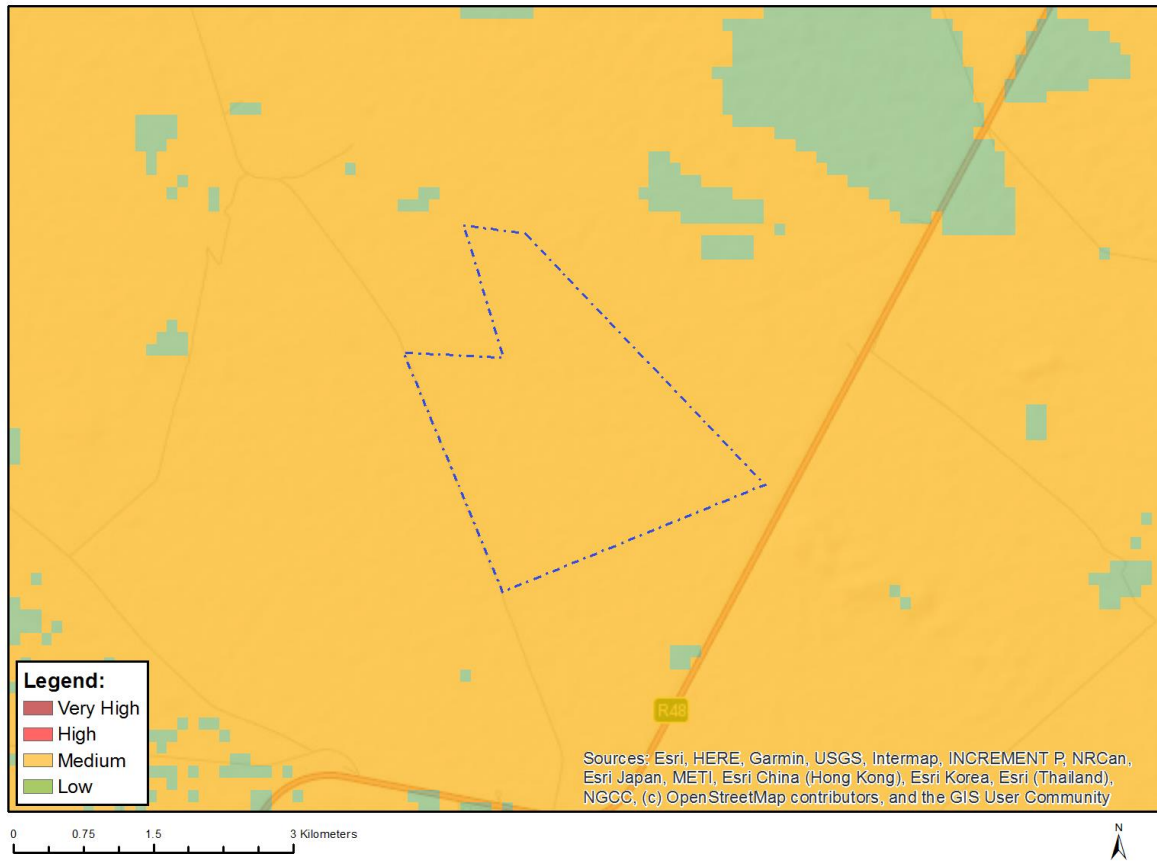 R48
Legend:
Very High
High
Medium
Low
Sources: Esri, HERE, Garmin, USGS, Intermap, INCREMENT P, NRCan,
Esri Japan, METI, Esri China (Hong Kong), Esri Korea, Esri (Thailand),
NGCC, (c) OpenStreetMap contributors, and the GIS User Community
0 0.75 1.5 3 Kilometers
N